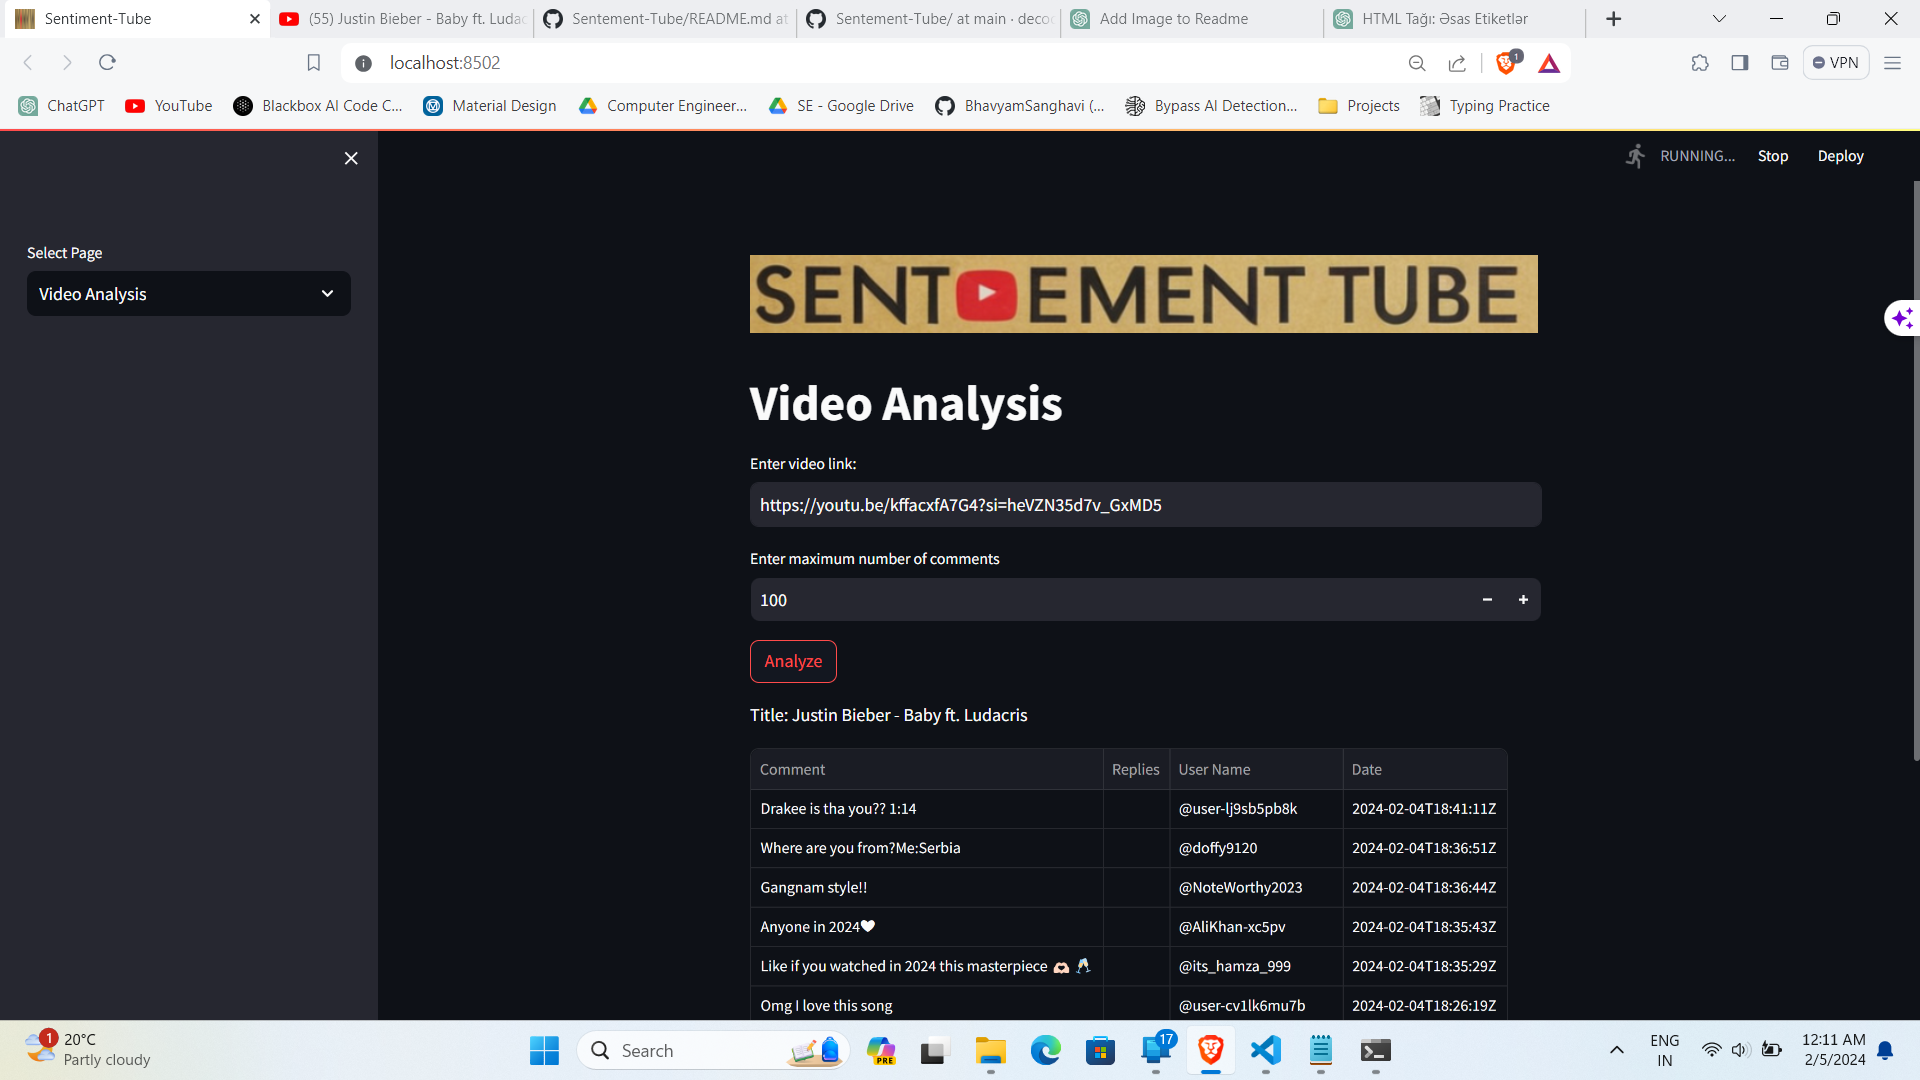 Sentiment-Tube
(55) Justin Bieber - Baby ft. Ludac
Sentement-Tube/README.md at
Sentement-Tube/ at main · deco
Add Image to Readme
HTML Tağı: Əsas Etiketlər
localhost:8502
1
VPN
ChatGPT
YouTube
Blackbox AI Code C...
Material Design
Computer Engineer...
SE - Google Drive
BhavyamSanghavi (...
Bypass AI Detection...
Projects
Typing Practice
RUNNING...
Stop
Deploy
Select Page
Video Analysis
SENT EMENT TUBE
Video Analysis
Enter video link:
https://youtu.be/kffacxfA7G4?si=heVZN35d7v_GxMD5
Enter maximum number of comments
100
Analyze
Title: Justin Bieber - Baby ft. Ludacris
Comment Replies User Name Date
Drakee is tha you?? 1:14 @user-lj9sb5pb8k 2024-02-04T18:41:11Z
Where are you from?Me:Serbia @doffy9120 2024-02-04T18:36:51Z
Gangnam style!! @NoteWorthy2023 2024-02-04T18:36:44Z
Anyone in 2024🤍 @AliKhan-xc5pv 2024-02-04T18:35:43Z
Like if you watched in 2024 this masterpiece 🫶🏻 🥂 @its_hamza_999 2024-02-04T18:35:29Z
Omg I love this song @user-cv1lk6mu7b 2024-02-04T18:26:19Z
1
20°C
Partly cloudy
Search
PRE
17
ENG
IN
12:11 AM
2/5/2024